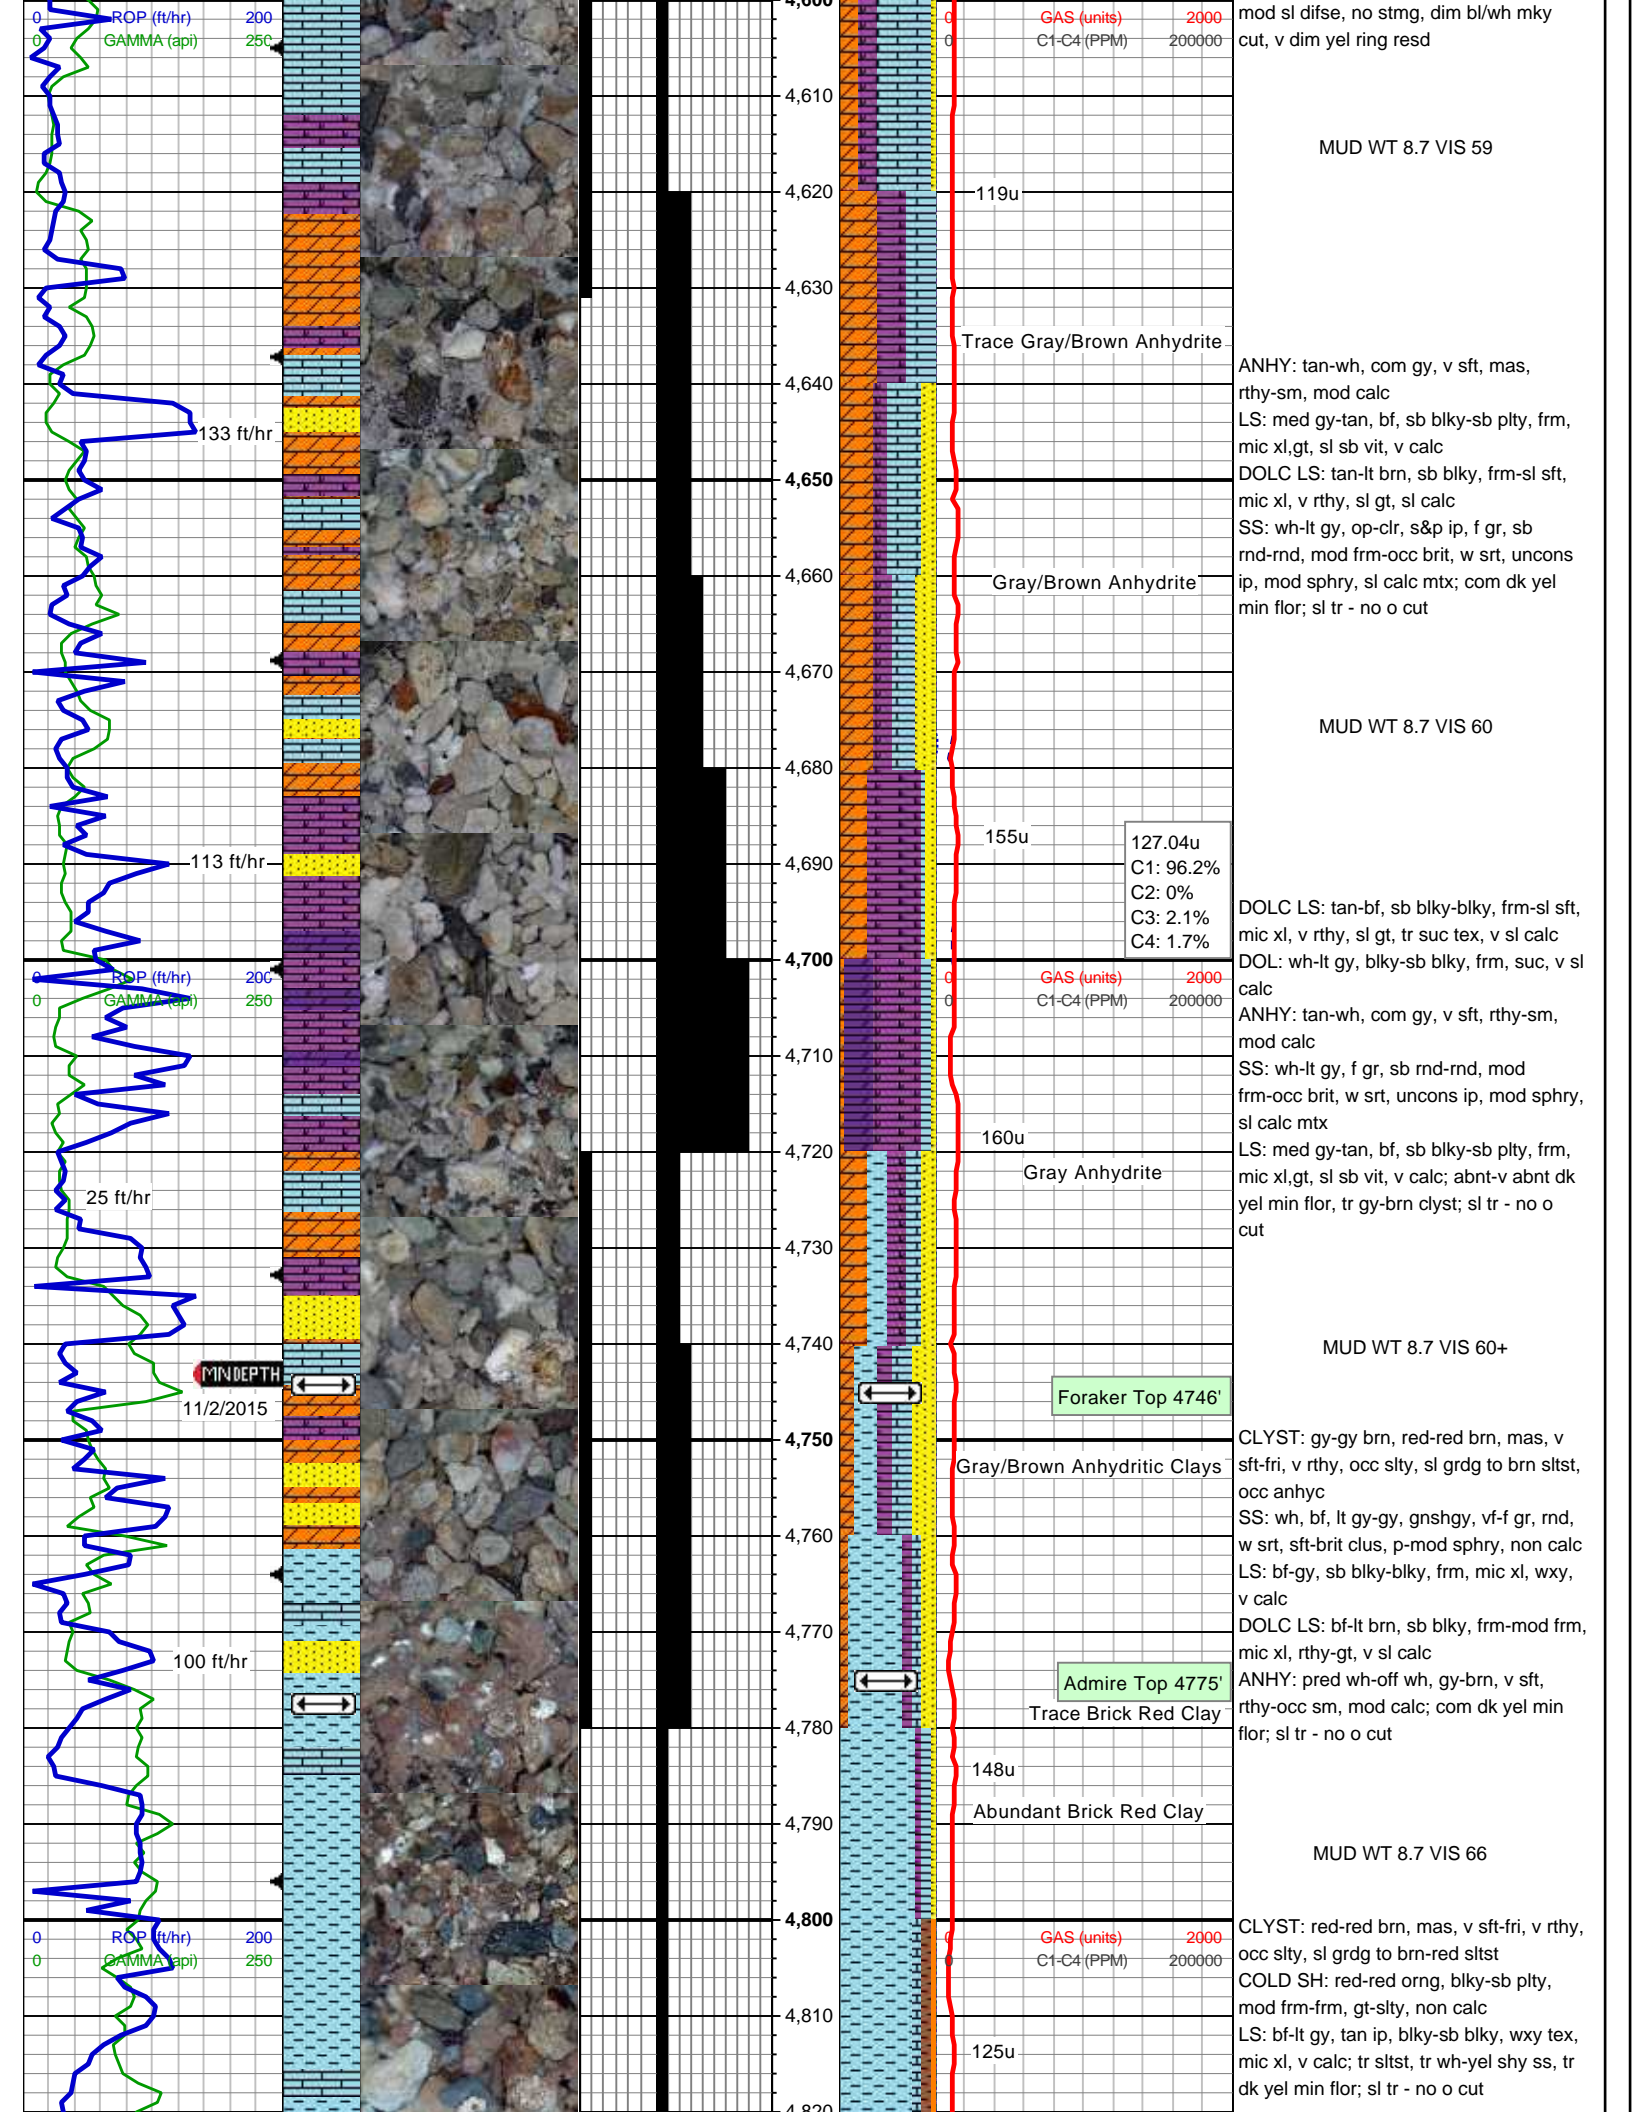 4,600
0 ROP (ft/hr) 200
0 GAMMA (api) 250
0 GAS (units) 2000
0 C1-C4 (PPM) 200000
mod sl difse, no stmg, dim bl/wh mky
cut, v dim yel ring resd
4,610
MUD WT 8.7 VIS 59
4,620
119u
4,630
Trace Gray/Brown Anhydrite
4,640
ANHY: tan-wh, com gy, v sft, mas,
rthy-sm, mod calc
LS: med gy-tan, bf, sb blky-sb plty, frm,
mic xl,gt, sl sb vit, v calc
DOLC LS: tan-lt brn, sb blky, frm-sl sft,
mic xl, v rthy, sl gt, sl calc
SS: wh-lt gy, op-clr, s&p ip, f gr, sb
rnd-rnd, mod frm-occ brit, w srt, uncons
ip, mod sphry, sl calc mtx; com dk yel
min flor; sl tr - no o cut
133 ft/hr
4,650
4,660
Gray/Brown Anhydrite
4,670
MUD WT 8.7 VIS 60
4,680
155u
127.04u
C1: 96.2%
C2: 0%
C3: 2.1%
C4: 1.7%
113 ft/hr
4,690
DOLC LS: tan-bf, sb blky-blky, frm-sl sft,
mic xl, v rthy, sl gt, tr suc tex, v sl calc
DOL: wh-lt gy, blky-sb blky, frm, suc, v sl
calc
ANHY: tan-wh, com gy, v sft, rthy-sm,
mod calc
SS: wh-lt gy, f gr, sb rnd-rnd, mod
frm-occ brit, w srt, uncons ip, mod sphry,
sl calc mtx
LS: med gy-tan, bf, sb blky-sb plty, frm,
mic xl,gt, sl sb vit, v calc; abnt-v abnt dk
yel min flor, tr gy-brn clyst; sl tr - no o
cut
4,700
0 ROP (ft/hr) 200
0 GAMMA (api) 250
0 GAS (units) 2000
0 C1-C4 (PPM) 200000
4,710
160u
4,720
Gray Anhydrite
25 ft/hr
4,730
4,740
MUD WT 8.7 VIS 60+
MN DEPTH
11/2/2015
Foraker Top 4746'
4,750
Gray/Brown Anhydritic Clays
CLYST: gy-gy brn, red-red brn, mas, v
sft-fri, v rthy, occ slty, sl grdg to brn sltst,
occ anhyc
SS: wh, bf, lt gy-gy, gnshgy, vf-f gr, rnd,
w srt, sft-brit clus, p-mod sphry, non calc
LS: bf-gy, sb blky-blky, frm, mic xl, wxy,
v calc
DOLC LS: bf-lt brn, sb blky, frm-mod frm,
mic xl, rthy-gt, v sl calc
ANHY: pred wh-off wh, gy-brn, v sft,
rthy-occ sm, mod calc; com dk yel min
flor; sl tr - no o cut
4,760
4,770
100 ft/hr
Admire Top 4775'
Trace Brick Red Clay
4,780
148u
Abundant Brick Red Clay
4,790
MUD WT 8.7 VIS 66
4,800
0 ROP (ft/hr) 200
0 GAMMA (api) 250
0 GAS (units) 2000
0 C1-C4 (PPM) 200000
CLYST: red-red brn, mas, v sft-fri, v rthy,
occ slty, sl grdg to brn-red sltst
COLD SH: red-red orng, blky-sb plty,
mod frm-frm, gt-slty, non calc
LS: bf-lt gy, tan ip, blky-sb blky, wxy tex,
mic xl, v calc; tr sltst, tr wh-yel shy ss, tr
dk yel min flor; sl tr - no o cut
4,810
125u
4,820